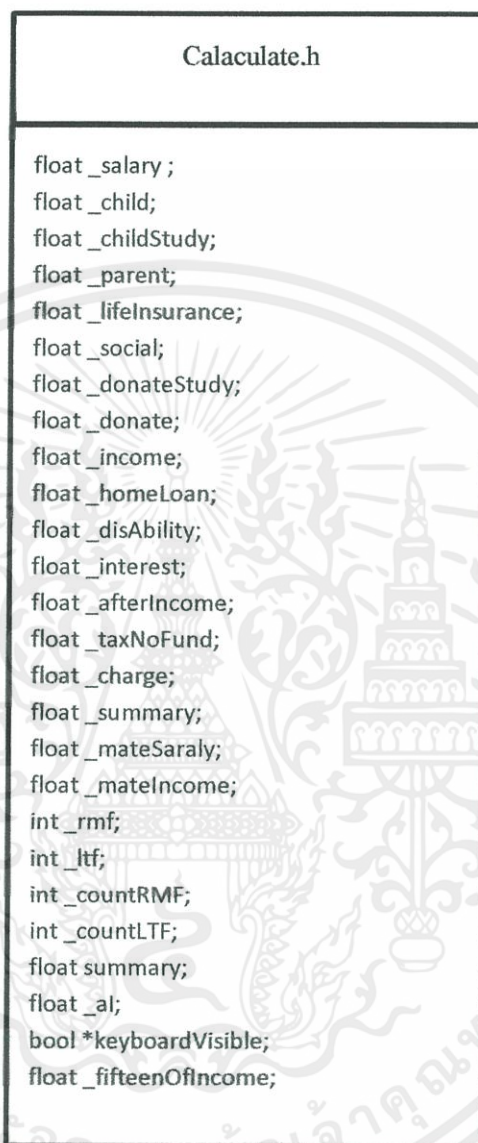 Calaculate.h
float _salary ;
float _child;
float _childStudy;
float _parent;
float _lifeInsurance;
float _social;
float _donateStudy;
float _donate;
float _income;
float _homeLoan;
float _disAbility;
float _interest;
float _afterIncome;
float _taxNoFund;
float _charge;
float _summary;
float _mateSaraly;
float _mateIncome;
int _rmf;
int _ltf;
int _countRMF;
int _countLTF;
float summary;
float _al;
bool *keyboardVisible;
float _fifteenOfIncome;